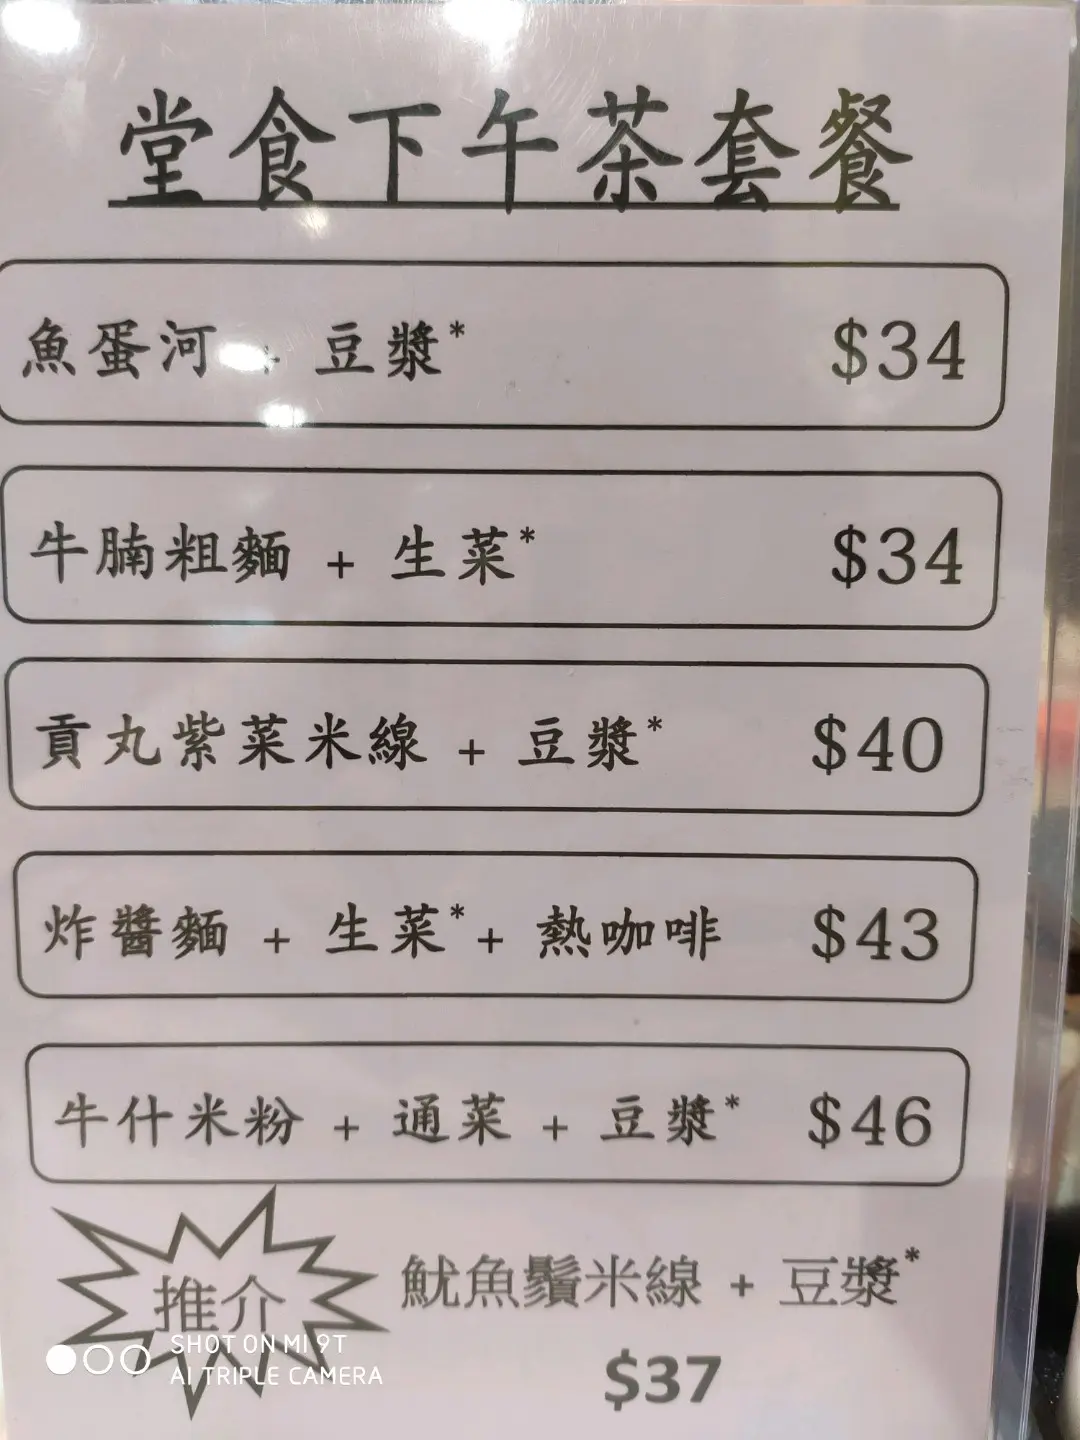 堂食下午茶套餐
魚蛋河 + 豆漿* $34
牛腩粗麵 + 生菜* $34
貢丸紫菜米線 + 豆漿* $40
炸醬麵 + 生菜* + 熱咖啡 $43
牛什米粉 + 通菜 + 豆漿* $46
推介 魷魚鬚米線 + 豆漿*
$37
SHOT ON MI 9T
AI TRIPLE CAMERA